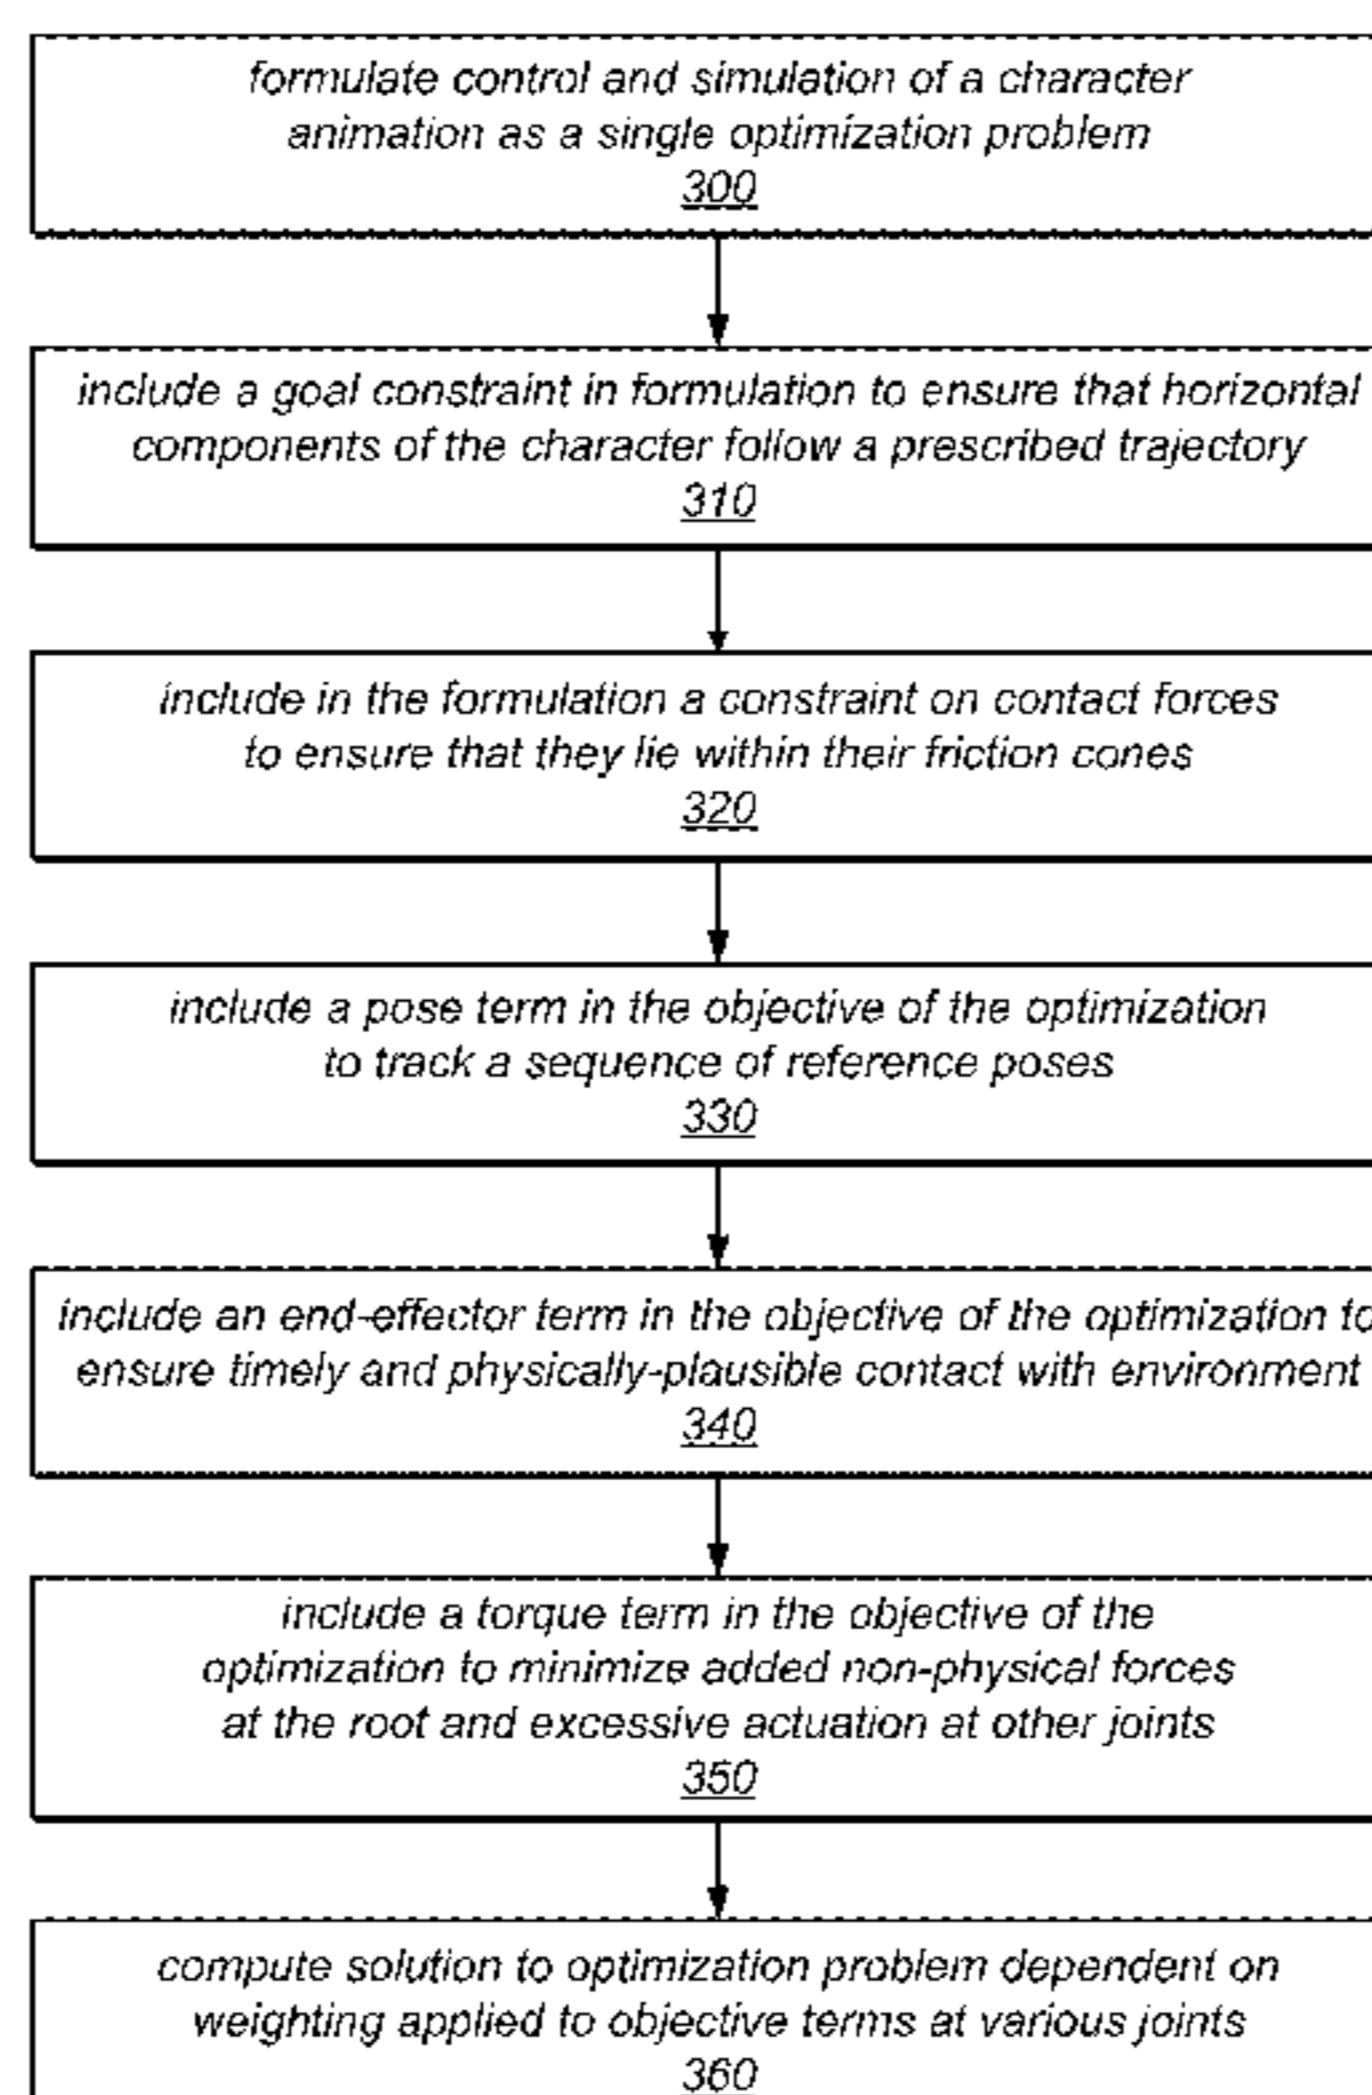 formulate control and simulation of a character
animation as a single optimization problem
300
include a goal constraint in formulation to ensure that horizontal
components of the character follow a prescribed trajectory
310
include in the formulation a constraint on contact forces
to ensure that they lie within their friction cones
320
include a pose term in the objective of the optimization
to track a sequence of reference poses
330
include an end-effector term in the objective of the optimization to
ensure timely and physically-plausible contact with environment
340
include a torque term in the objective of the
optimization to minimize added non-physical forces
at the root and excessive actuation at other joints
350
compute solution to optimization problem dependent on
weighting applied to objective terms at various joints
360